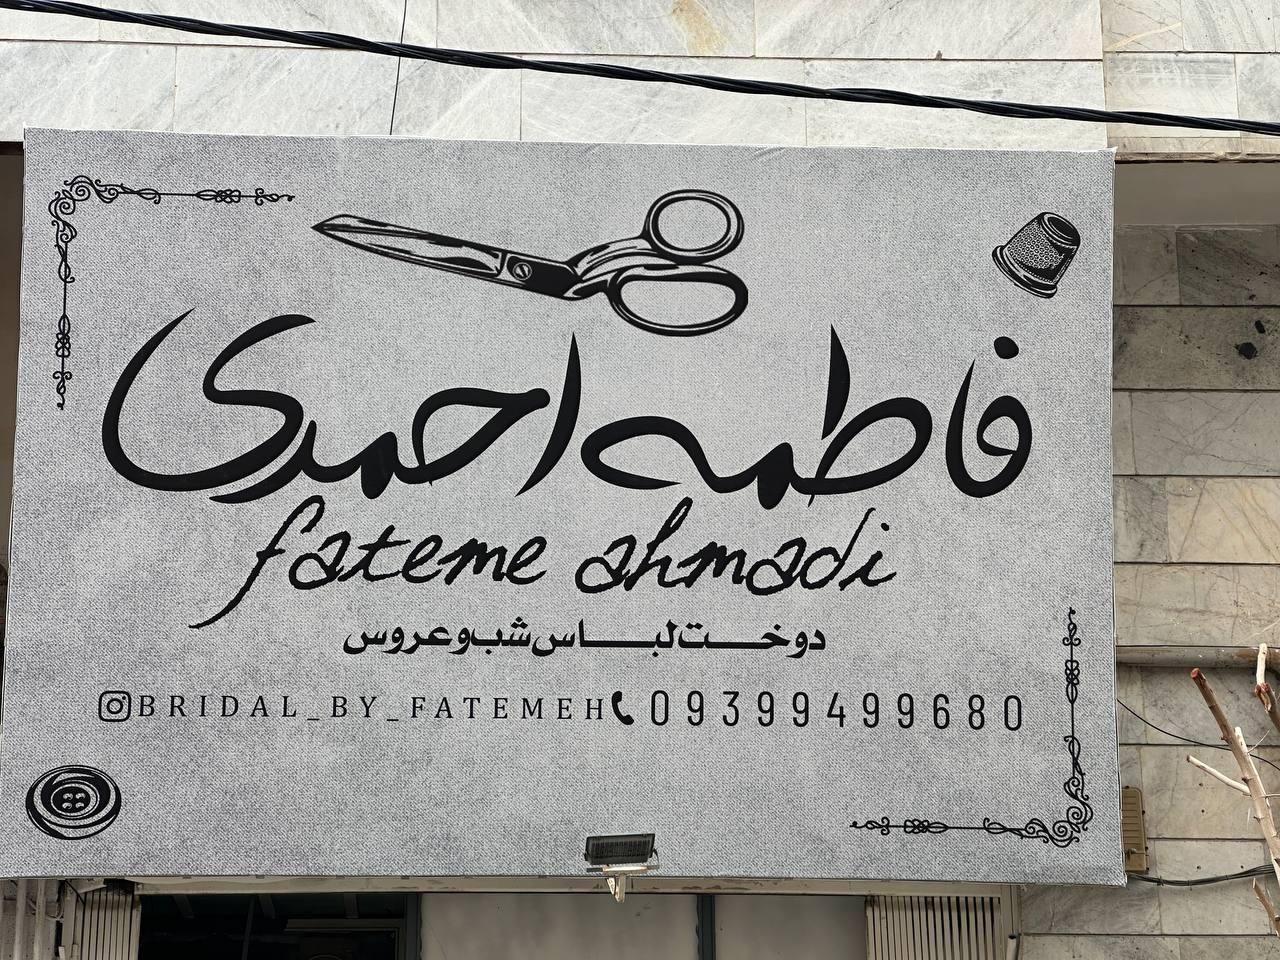 فاطمه احمدی
fateme ahmadi
دوخت لباس شب و عروس
BRIDAL_BY_FATEMEH 09399499680